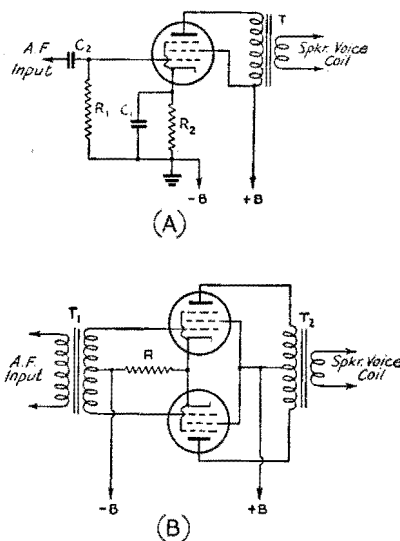 A.F.
Input
C2
R1
C1
R2
T
Spkr. Voice
Coil
-B
+B
(A)
T1
A.F.
Input
R
T2
Spkr. Voice
Coil
-B
+B
(B)